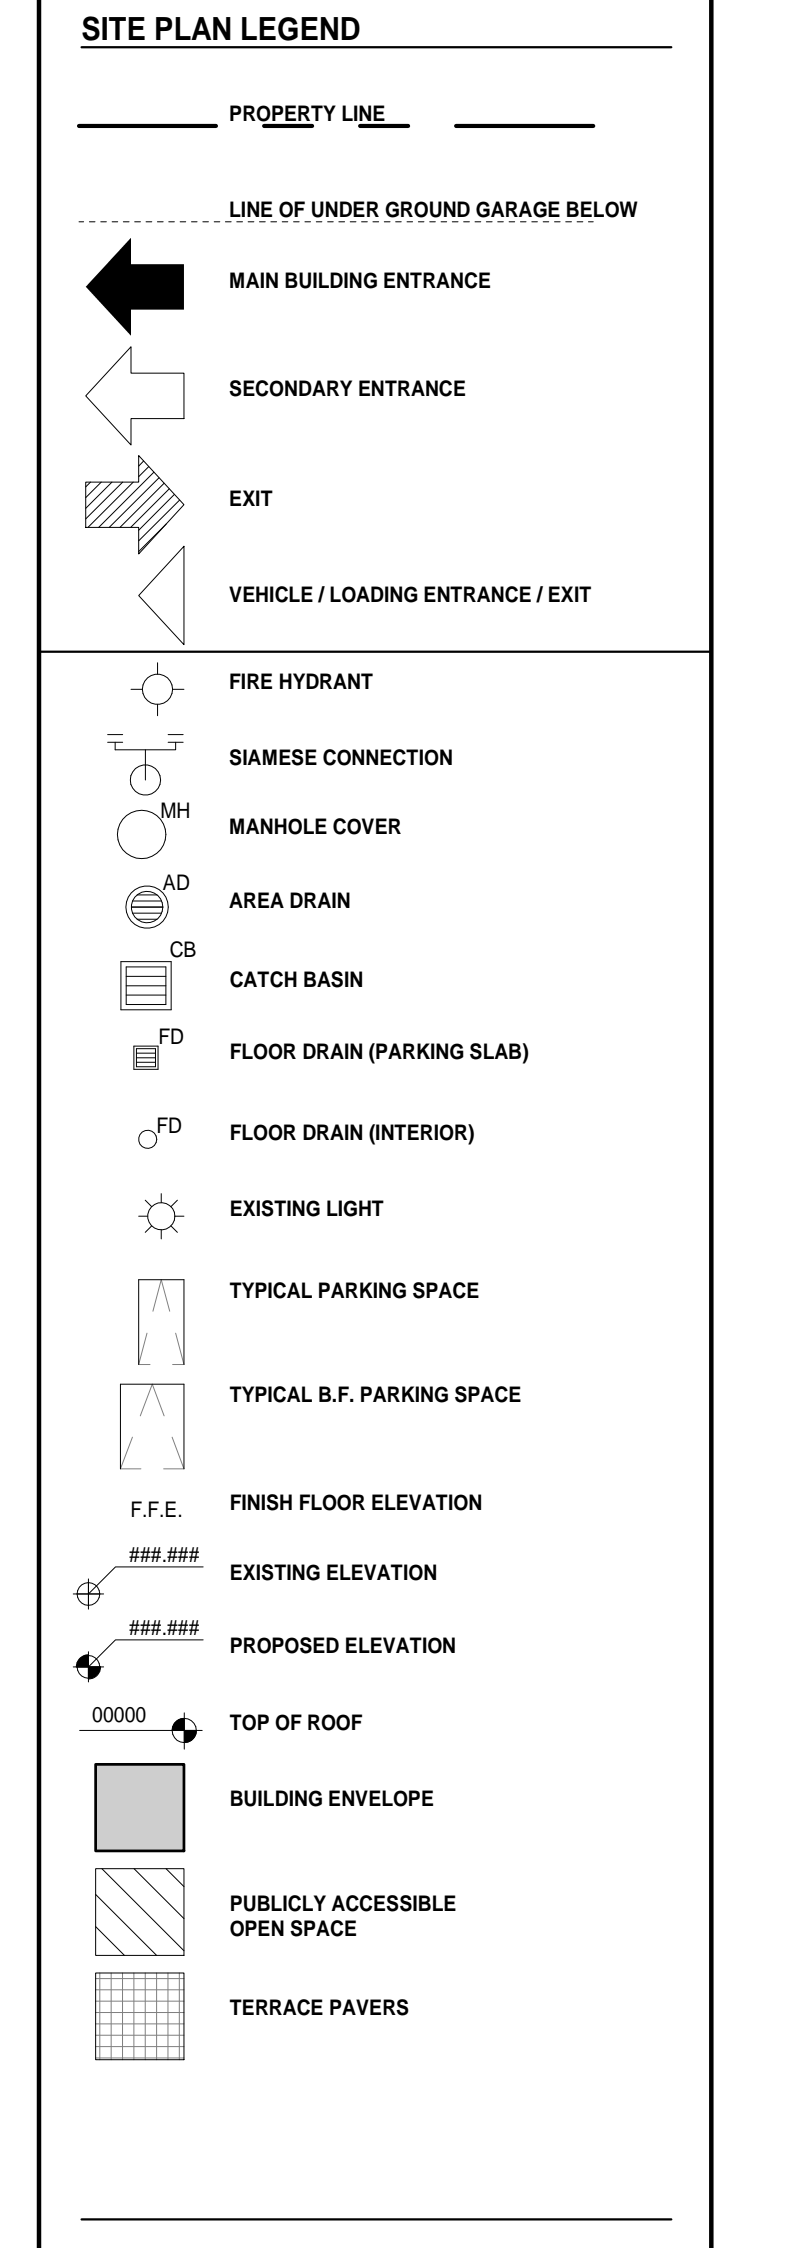 SITE PLAN LEGEND
PROPERTY LINE
LINE OF UNDER GROUND GARAGE BELOW
MAIN BUILDING ENTRANCE
SECONDARY ENTRANCE
EXIT
VEHICLE / LOADING ENTRANCE / EXIT
FIRE HYDRANT
SIAMESE CONNECTION
MH
MANHOLE COVER
AD
AREA DRAIN
CB
CATCH BASIN
FD
FLOOR DRAIN (PARKING SLAB)
FD
FLOOR DRAIN (INTERIOR)
EXISTING LIGHT
TYPICAL PARKING SPACE
TYPICAL B.F. PARKING SPACE
F.F.E.
FINISH FLOOR ELEVATION
###.###
EXISTING ELEVATION
###.###
PROPOSED ELEVATION
00000
TOP OF ROOF
BUILDING ENVELOPE
PUBLICLY ACCESSIBLE
OPEN SPACE
TERRACE PAVERS